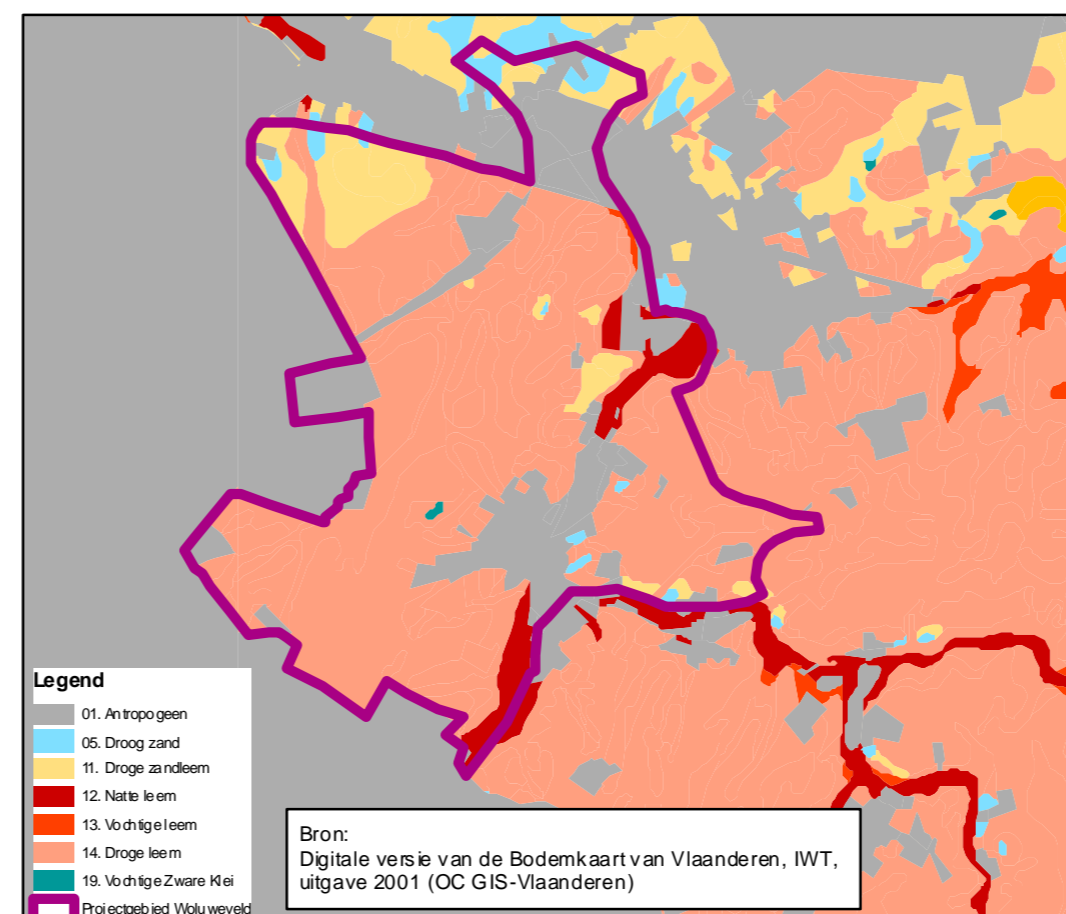 Legend
01. Antropogeen
05. Droog zand
11. Droge zandleem
12. Natte leem
13. Vochtige leem
14. Droge leem
19. Vochtige Zware Klei
Projectgebied Woluweveld
Bron:
Digitale versie van de Bodemkaart van Vlaanderen, IWT,
uitgave 2001 (OC GIS-Vlaanderen)